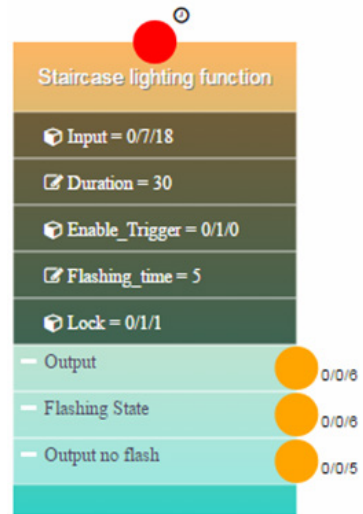 Staircase lighting function
Input = 0/7/18
Duration = 30
Enable_Trigger = 0/1/0
Flashing_time = 5
Lock = 0/1/1
Output 0/0/6
Flashing State 0/0/6
Output no flash 0/0/5